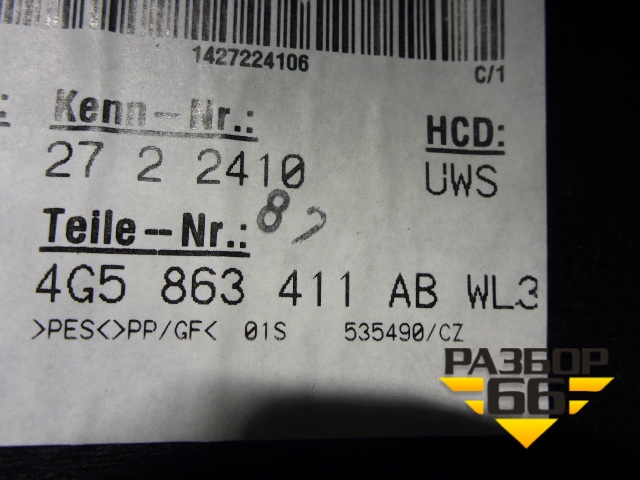 1427224106
C/1
Kenn-Nr.:
HCD:
27 2 2410
UWS
8
Teile--Nr.:
4G5 863 411 AB WL3
>PES<>PP/GF< 01S 535490/CZ
РАЗБОР
66